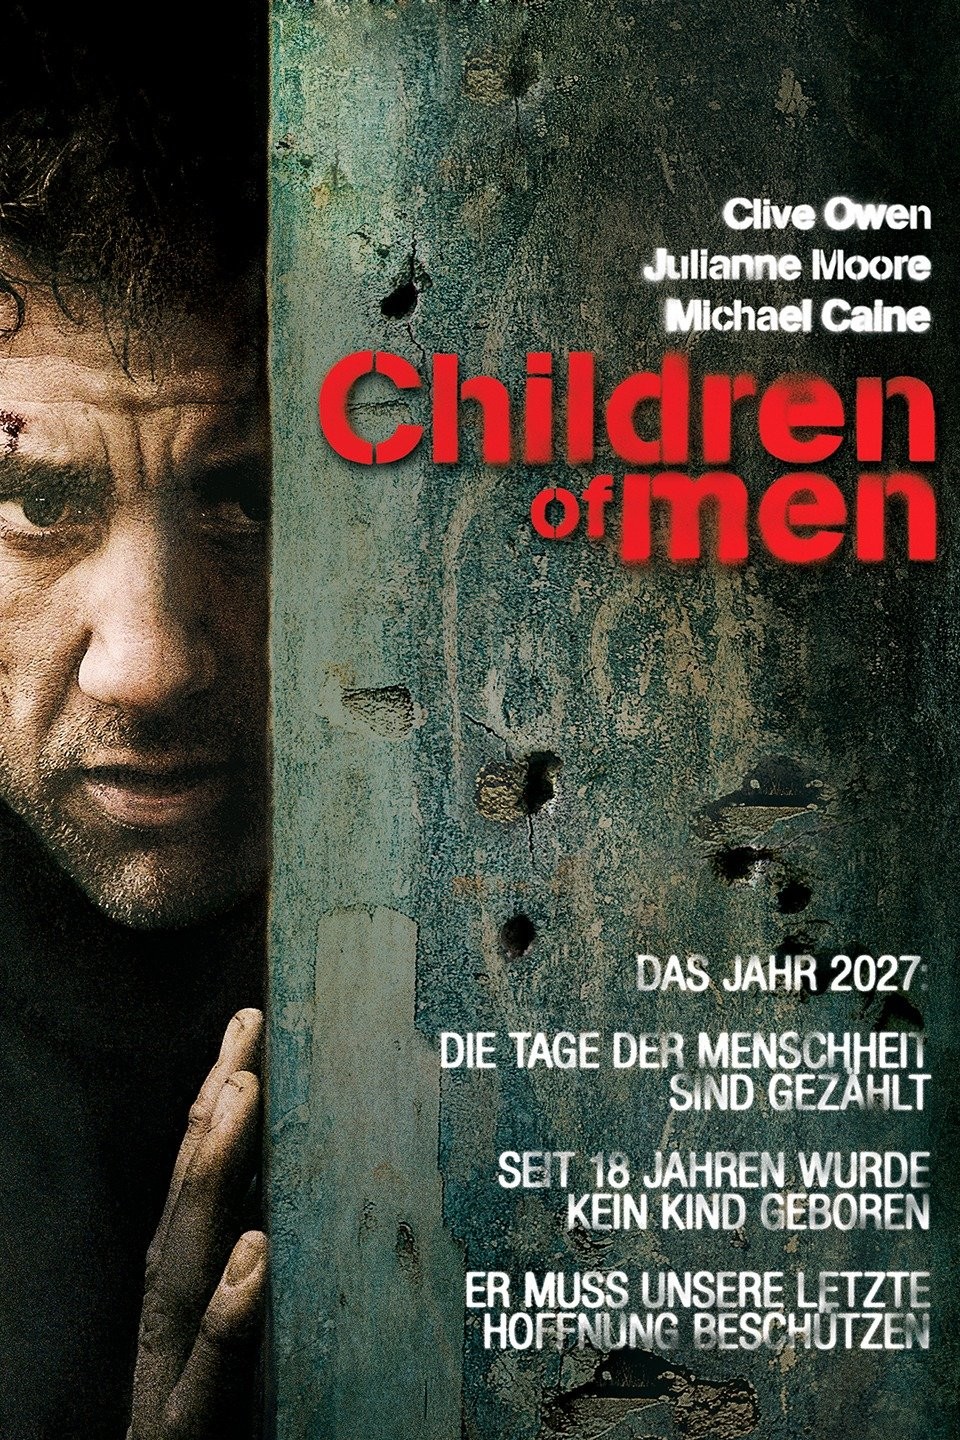 Clive Owen
Julianne Moore
Michael Caine
Children
of men
DAS JAHR 2027:
DIE TAGE DER MENSCHHEIT
SIND GEZÄHLT
SEIT 18 JAHREN WURDE
KEIN KIND GEBOREN
ER MUSS UNSERE LETZTE
HOFFNUNG BESCHÜTZEN